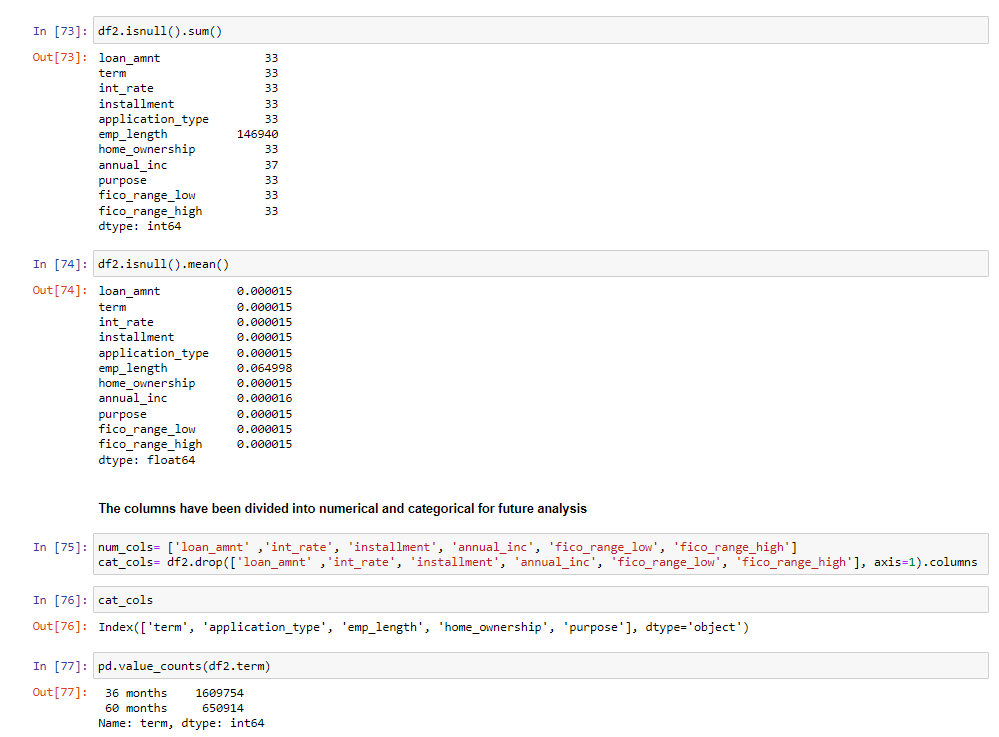 In [73]: df2.isnull().sum()
Out[73]: loan_amnt 33
term 33
int_rate 33
installment 33
application_type 33
emp_length 146940
home_ownership 33
annual_inc 37
purpose 33
fico_range_low 33
fico_range_high 33
dtype: int64
In [74]: df2.isnull().mean()
Out[74]: loan_amnt 0.000015
term 0.000015
int_rate 0.000015
installment 0.000015
application_type 0.000015
emp_length 0.064998
home_ownership 0.000015
annual_inc 0.000016
purpose 0.000015
fico_range_low 0.000015
fico_range_high 0.000015
dtype: float64
The columns have been divided into numerical and categorical for future analysis
In [75]: num_cols= ['loan_amnt' ,'int_rate', 'installment', 'annual_inc', 'fico_range_low', 'fico_range_high']
cat_cols= df2.drop(['loan_amnt' ,'int_rate', 'installment', 'annual_inc', 'fico_range_low', 'fico_range_high'], axis=1).columns
In [76]: cat_cols
Out[76]: Index(['term', 'application_type', 'emp_length', 'home_ownership', 'purpose'], dtype='object')
In [77]: pd.value_counts(df2.term)
Out[77]: 36 months 1609754
60 months 650914
Name: term, dtype: int64